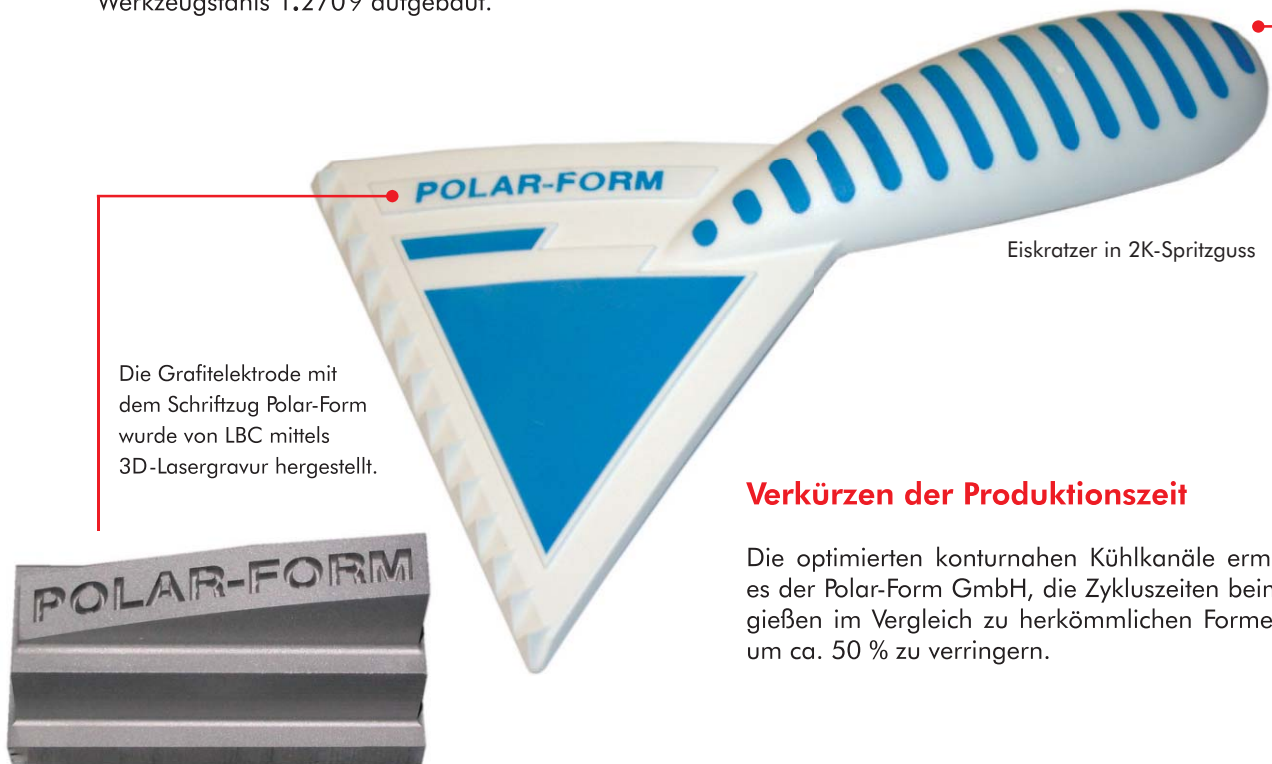 Werkzeugstahls 1.2709 aufgebaut.
POLAR-FORM
Eiskratzer in 2K-Spritzguss
Die Grafitelektrode mit
dem Schriftzug Polar-Form
wurde von LBC mittels
3D-Lasergravur hergestellt.
POLAR-FORM
Verkürzen der Produktionszeit
Die optimierten konturnahen Kühlkanäle erm
es der Polar-Form GmbH, die Zykluszeiten beim
gießen im Vergleich zu herkömmlichen Forme
um ca. 50 % zu verringern.